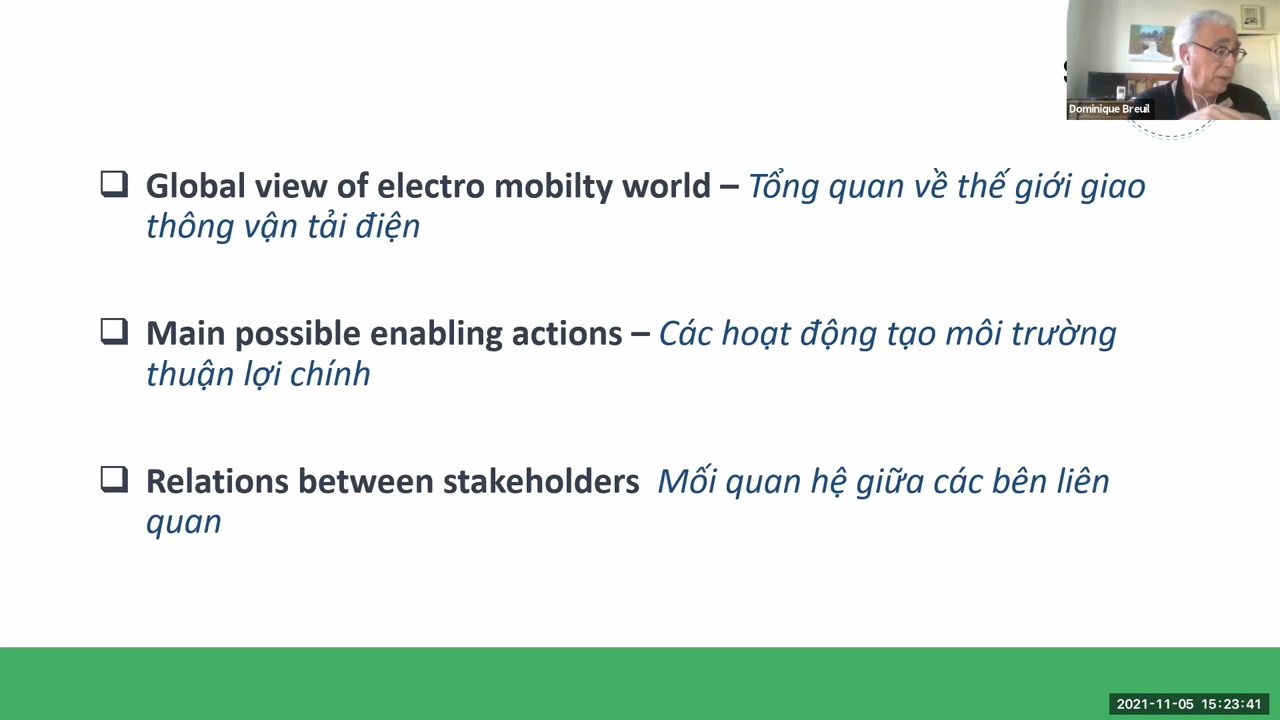 Dominique Breuil
Global view of electro mobilty world – Tổng quan về thế giới giao
thông vận tải điện
Main possible enabling actions – Các hoạt động tạo môi trường
thuận lợi chính
Relations between stakeholders Mối quan hệ giữa các bên liên
quan
2021-11-05 15:23:41